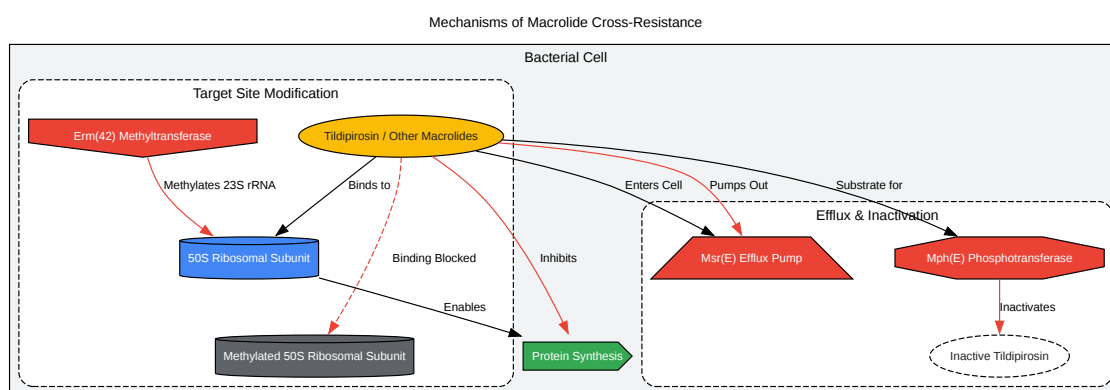 Mechanisms of Macrolide Cross-Resistance
Bacterial Cell
Target Site Modification
Erm(42) Methyltransferase
Tildipirosin / Other Macrolides
Methylates 23S rRNA
Binds to
Enters Cell
Pumps Out
Substrate for
Efflux & Inactivation
50S Ribosomal Subunit
Binding Blocked
Inhibits
Msr(E) Efflux Pump
Mph(E) Phosphotransferase
Enables
Inactivates
Methylated 50S Ribosomal Subunit
Protein Synthesis
Inactive Tildipirosin